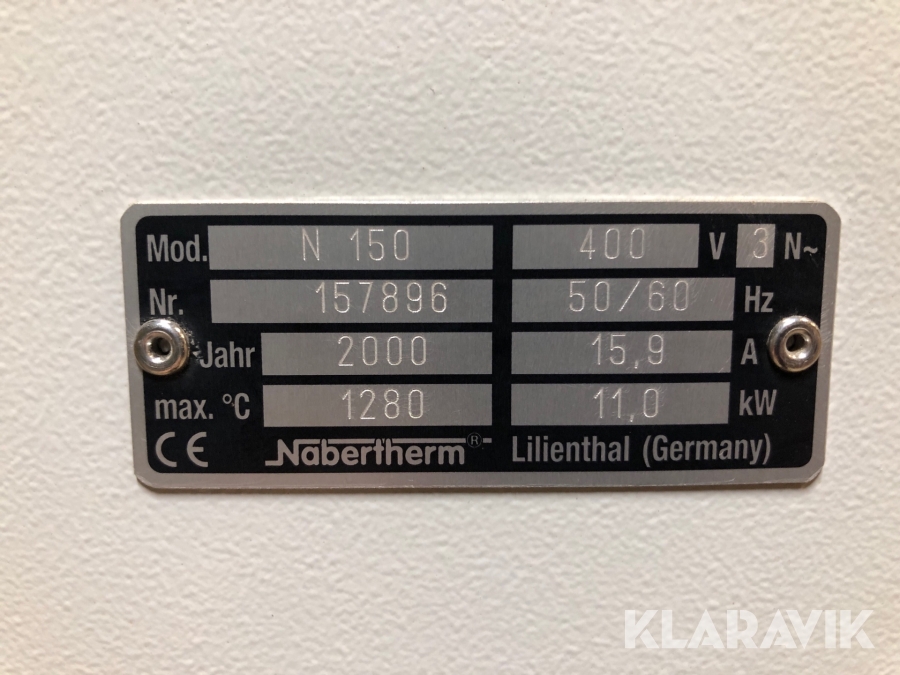 Mod. N 150 400 V 3 N~
Nr. 157896 50/60 Hz
Jahr 2000 15,9 A
max. °C 1280 11,0 kW
CE Nabertherm® Lilienthal (Germany)
KLARAVIK